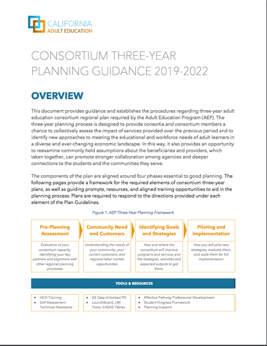 CALIFORNIA
ADULT EDUCATION
CONSORTIUM THREE-YEAR
PLANNING GUIDANCE 2019-2022
OVERVIEW
This document provides guidance and establishes the procedures regarding three-year adult
education consortium regional plan required by the Adult Education Program (AEP). The
three-year planning process is designed to provide consortia and consortium members a
chance to collectively assess the impact of services provided over the previous period and to
identify new approaches to meeting the educational and workforce needs of adult learners in
a diverse and ever-changing economic landscape. In this way, it also provides an opportunity
to reexamine commonly held assumptions about the beneficiaries and providers, which
taken together, can promote stronger collaboration among agencies and deeper
connections to the students and communities they serve.
The components of the plan are aligned around four phases essential to good planning. The
following pages provide a framework for the required elements of consortium three-year
plans, as well as guiding prompts, resources, and aligned training opportunities to aid in the
planning process. Plans are required to respond to the directions provided under each
element of the Plan Guidelines.
Figure 1. AEP Three-Year Planning Framework
Pre-Planning
Assessment
Evaluation of your
consortium capacity,
identifying your key
partners and alignment with
other regional planning
processes
Community Need
and Customers
Understanding the needs of
your community, your
current customers, and
regional labor market
opportunities
Identifying Goals
and Strategies
How and where the
consortium will improve
programs and services and
the strategies, activities and
expected outputs to get
there
Piloting and
Implementation
How you will pilot new
strategies, evaluate them,
and scale them for full
implementation
TOOLS & RESOURCES
HCD Training
Self-Assessment
Technical Assistance
AE Data Unlocked PD
LaunchBoard, LMI
Tools, CASAS Tables
Effective Pathway Professional Development
Student Progress Framework
Planning Support